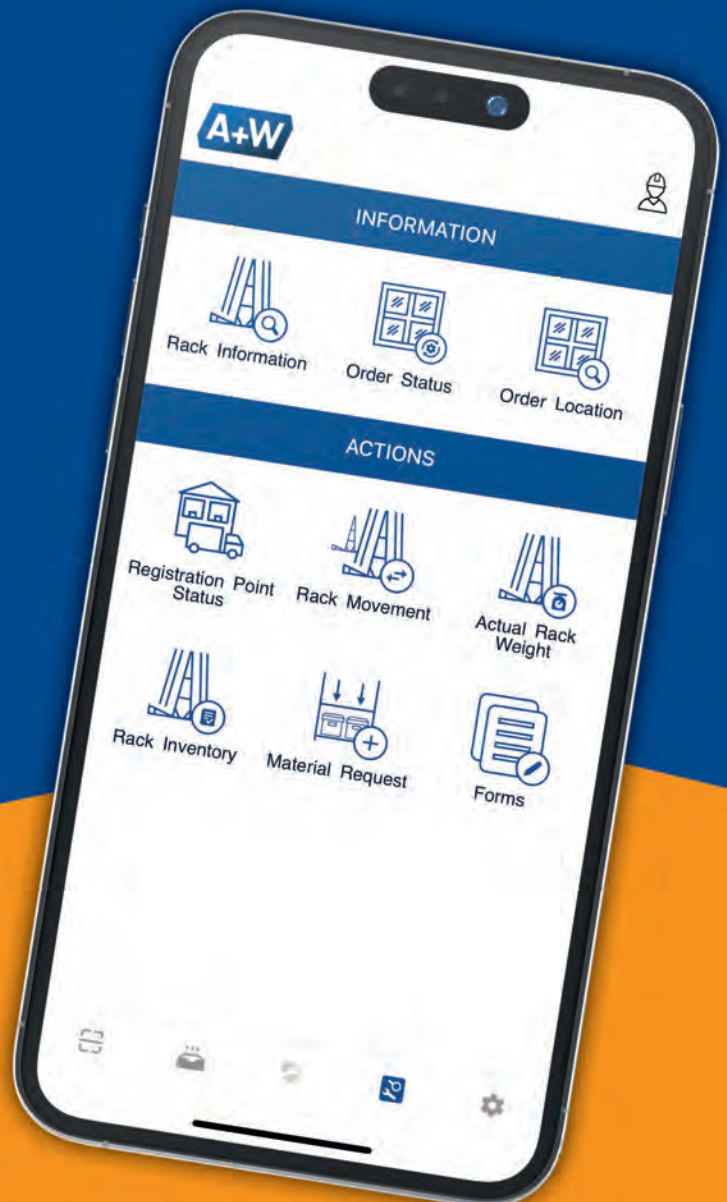 A+W
INFORMATION
Rack Information
Order Status
Order Location
ACTIONS
Registration Point
Status
Rack Movement
Actual Rack
Weight
Rack Inventory
Material Request
Forms